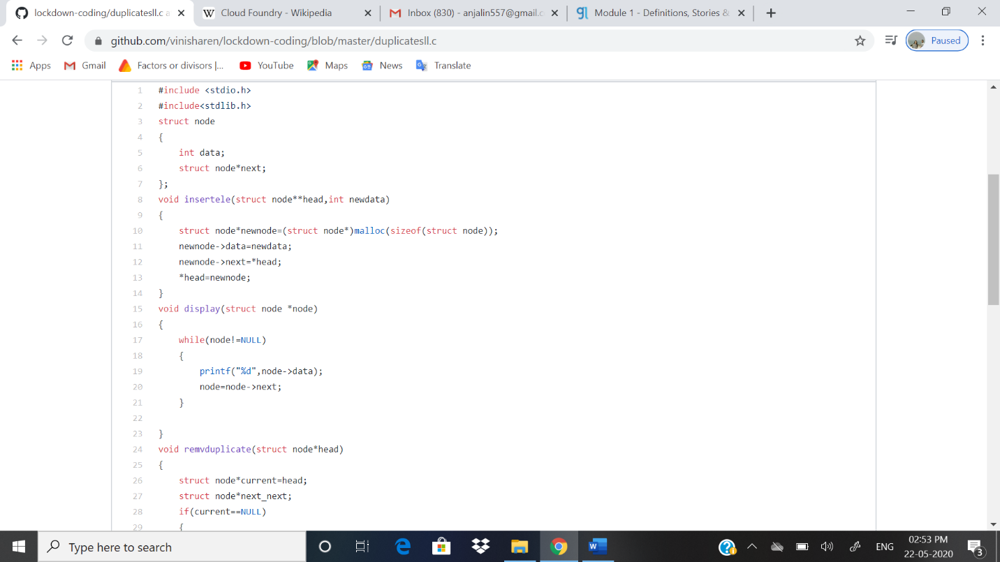 lockdown-coding/duplicatesll.c a
Cloud Foundry - Wikipedia
Inbox (830) - anjalin557@gmail.c
gl Module 1 - Definitions, Stories &
github.com/vinisharen/lockdown-coding/blob/master/duplicatesll.c
Paused
Apps Gmail Factors or divisors |... YouTube Maps News Translate
1 #include <stdio.h>
2 #include<stdlib.h>
3 struct node
4 {
5 int data;
6 struct node*next;
7 };
8 void insertele(struct node**head,int newdata)
9 {
10 struct node*newnode=(struct node*)malloc(sizeof(struct node));
11 newnode->data=newdata;
12 newnode->next=*head;
13 *head=newnode;
14 }
15 void display(struct node *node)
16 {
17 while(node!=NULL)
18 {
19 printf("%d",node->data);
20 node=node->next;
21 }
22
23 }
24 void remvduplicate(struct node*head)
25 {
26 struct node*current=head;
27 struct node*next_next;
28 if(current==NULL)
29 {
Type here to search
ENG
02:53 PM
22-05-2020
3